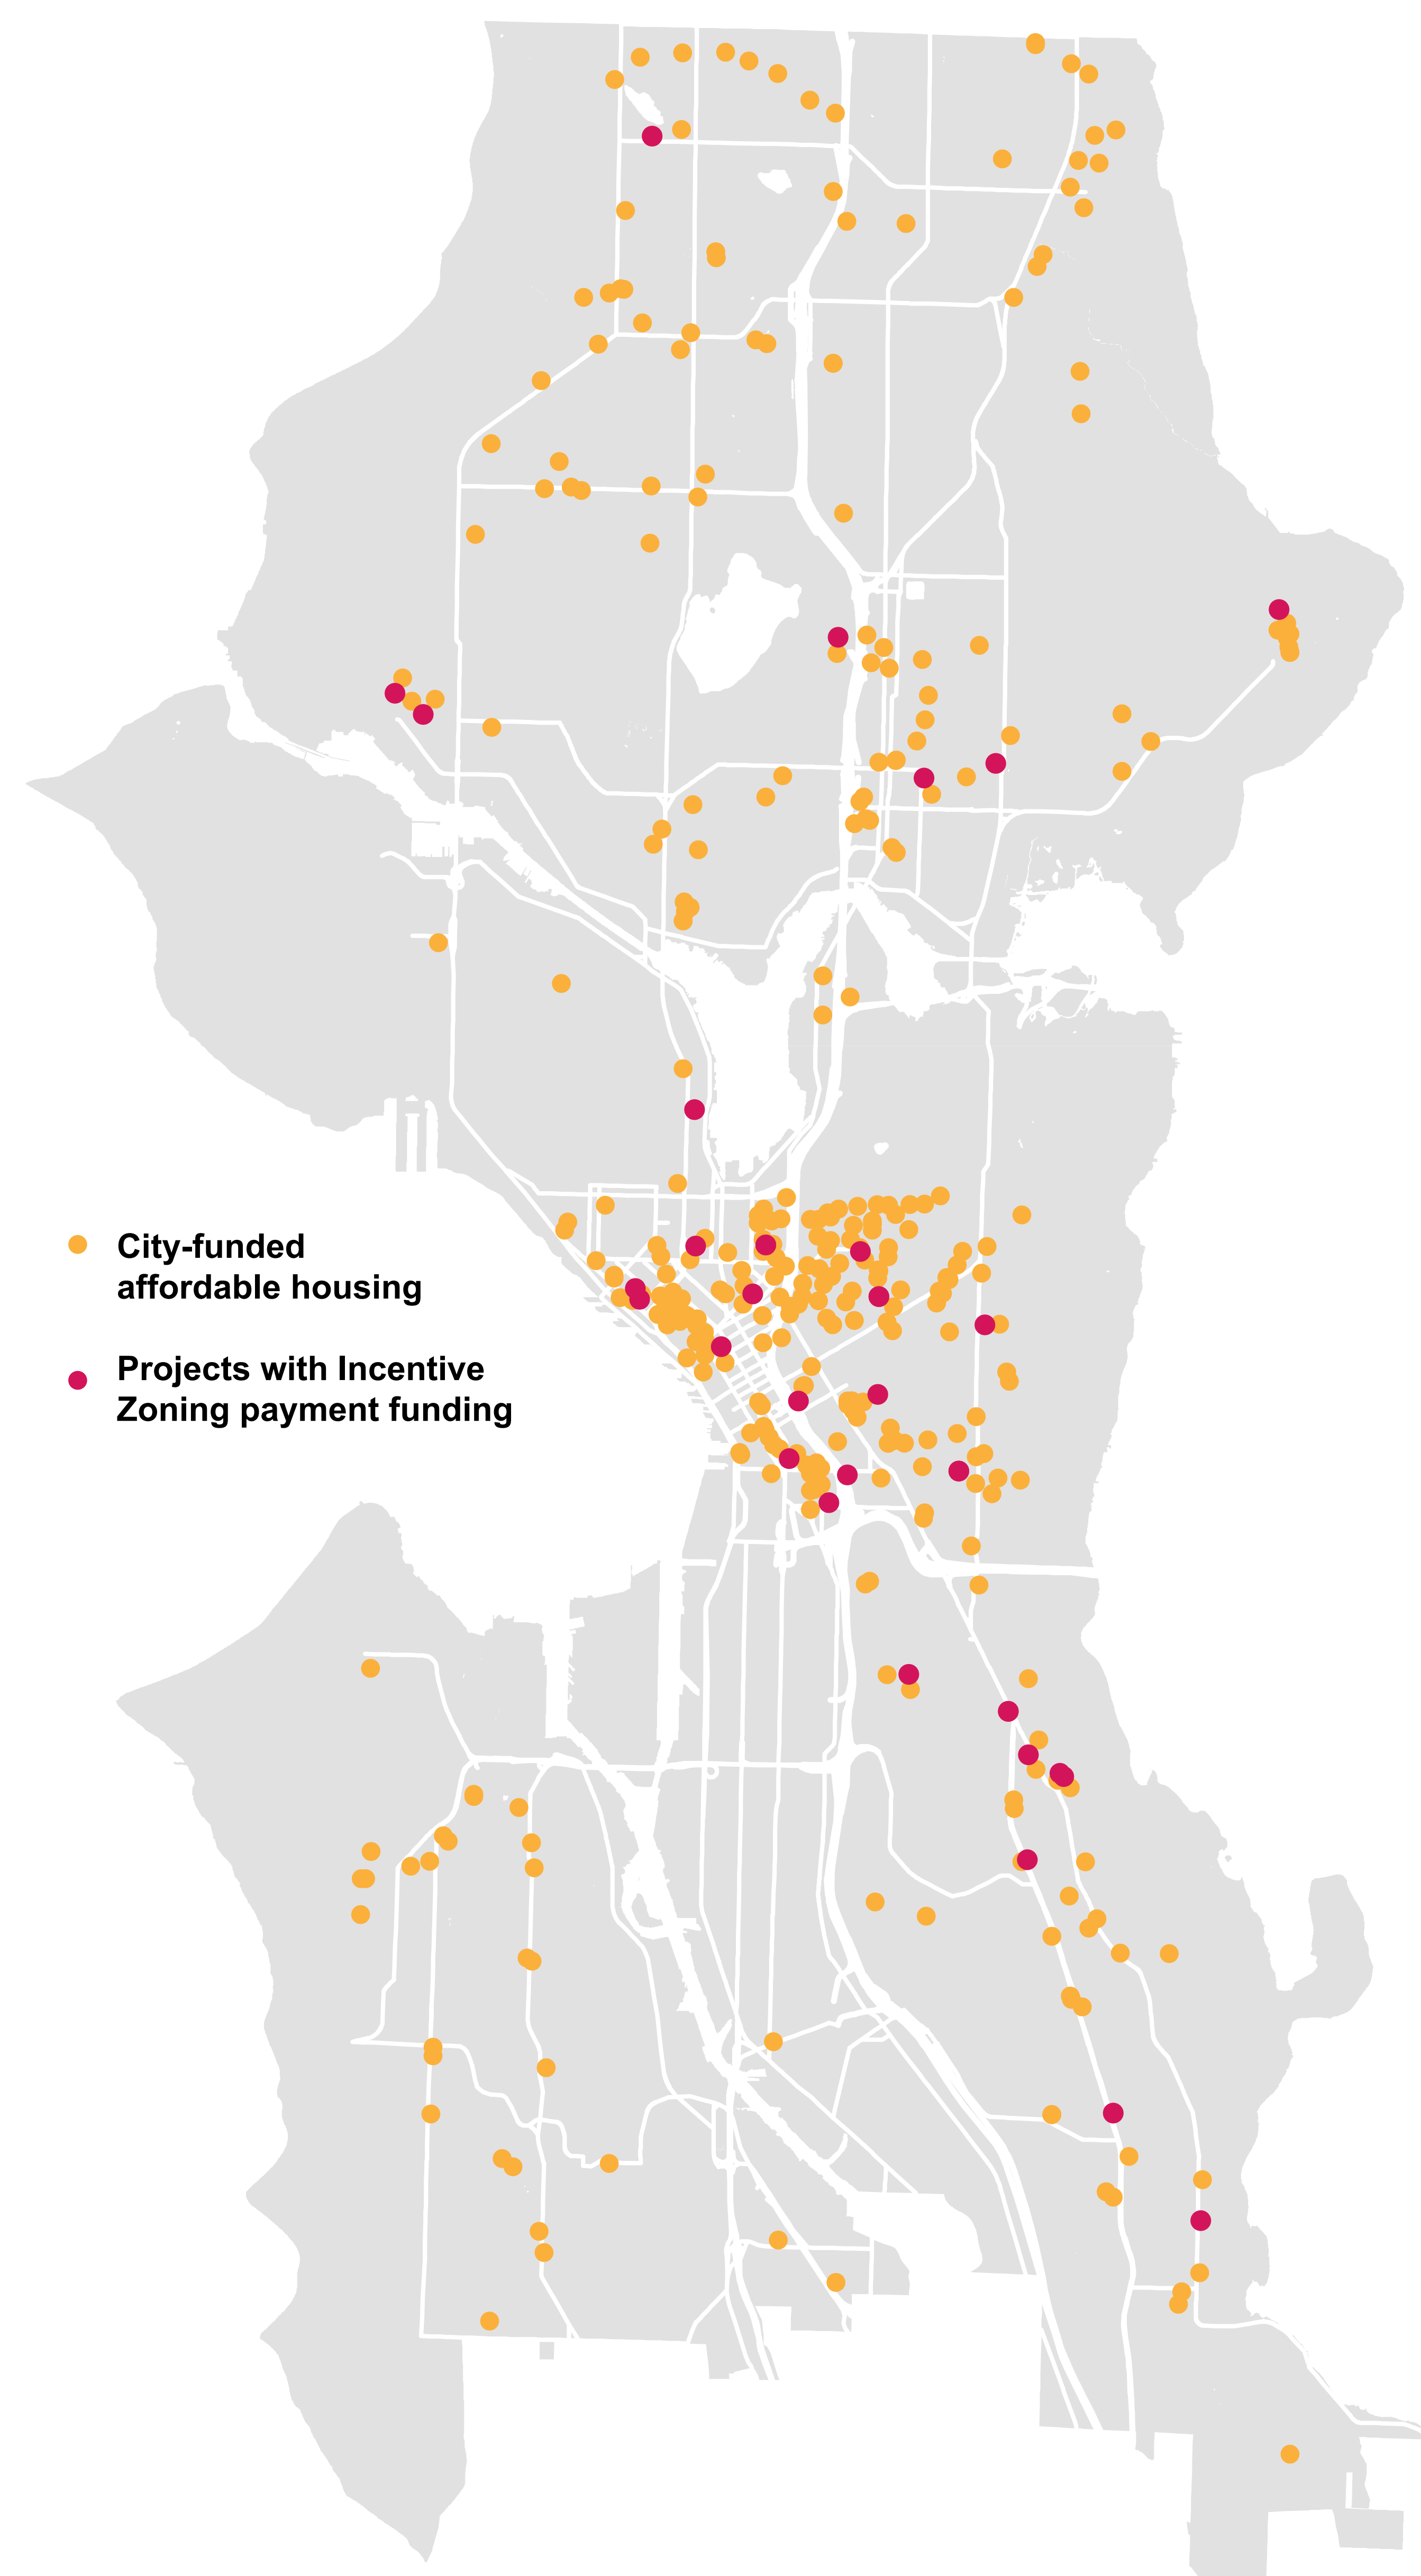 City-funded
affordable housing
Projects with Incentive
Zoning payment funding